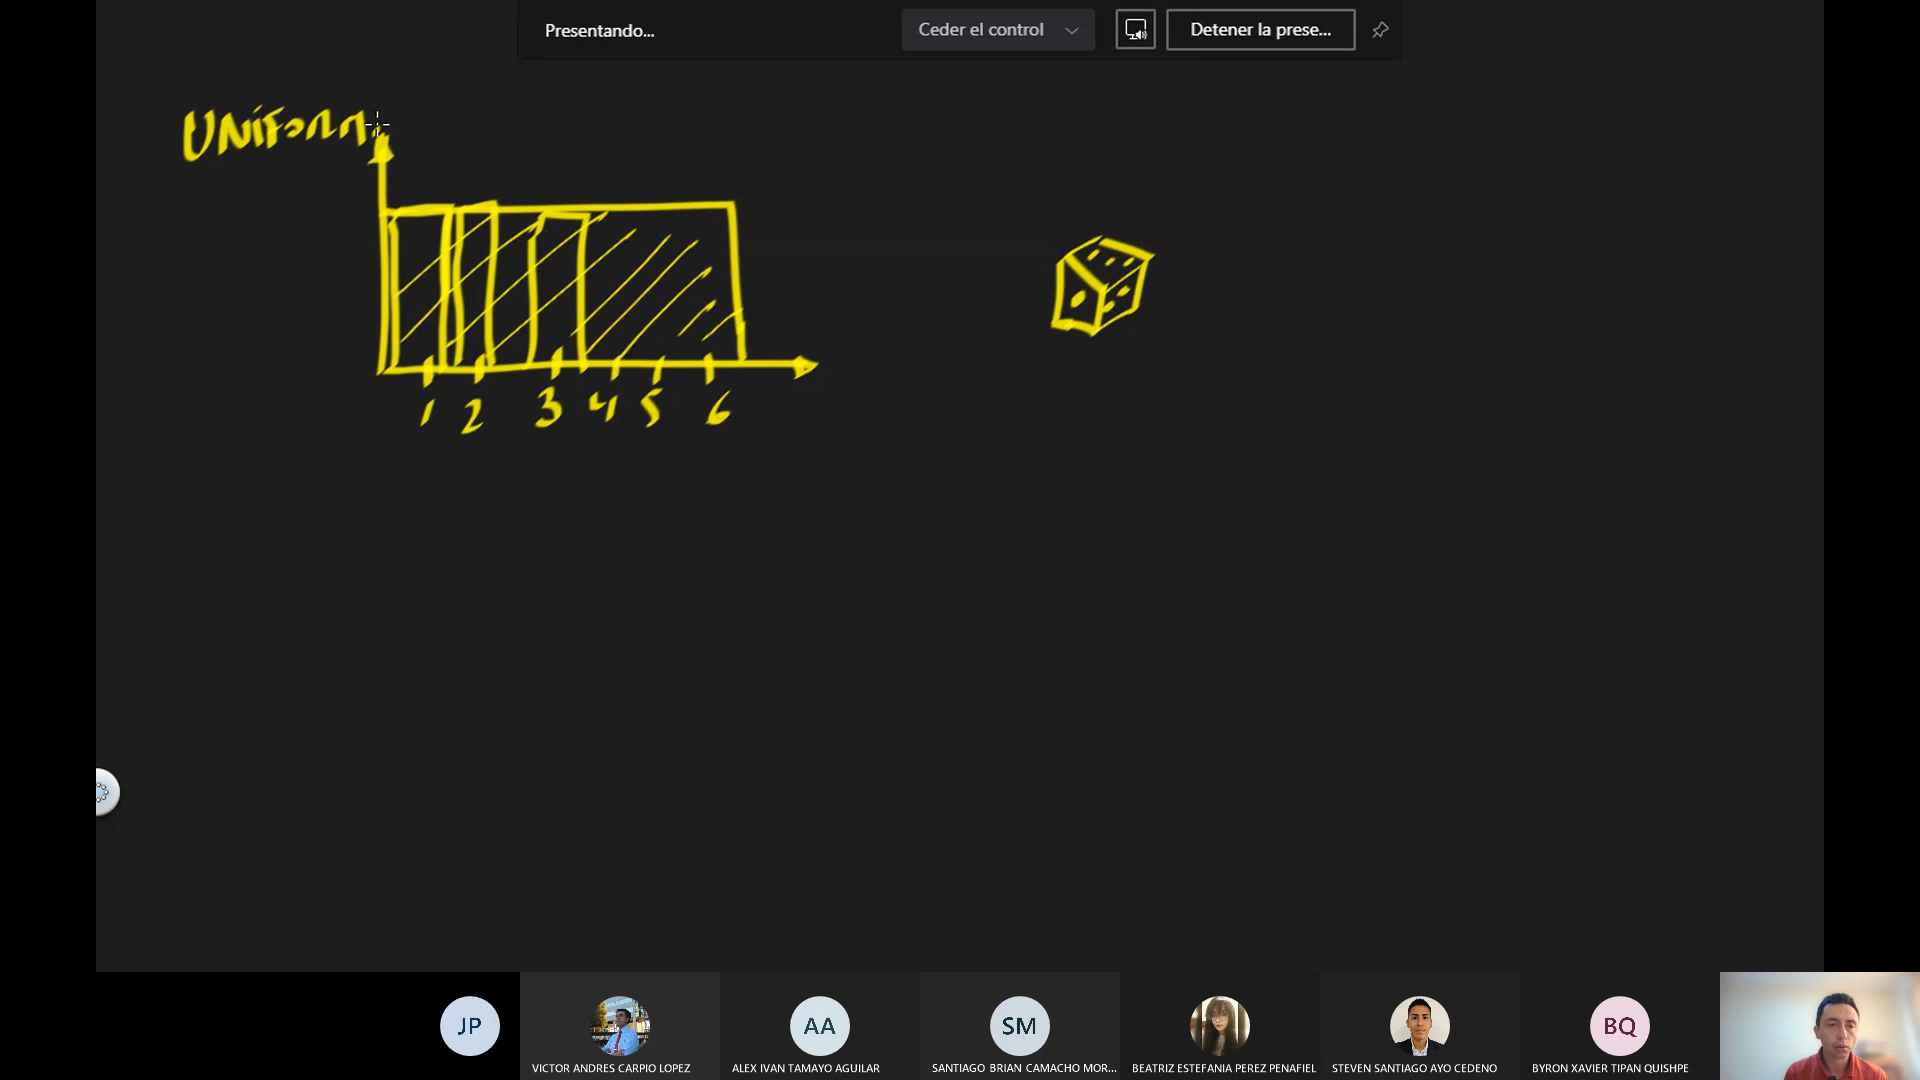 Presentando...
Ceder el control
Detener la prese...
UNiForm
1 2 3 4 5 6
JP
AA
SM
BQ
VICTOR ANDRES CARPIO LOPEZ
ALEX IVAN TAMAYO AGUILAR
SANTIAGO BRIAN CAMACHO MOR...
BEATRIZ ESTEFANIA PEREZ PENAFIEL
STEVEN SANTIAGO AYO CEDENO
BYRON XAVIER TIPAN QUISHPE